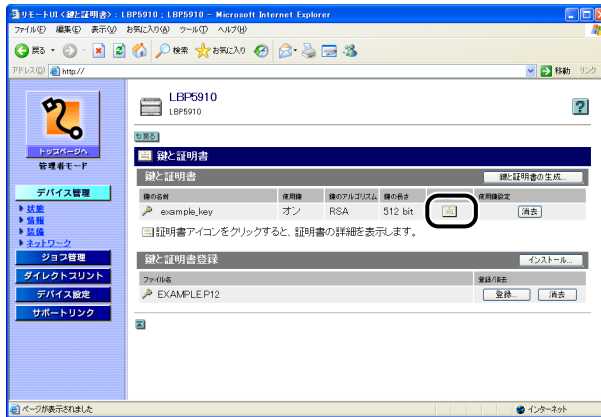 リモートUI <鍵と証明書> : LBP5910 ; LBP5910 - Microsoft Internet Explorer
ファイル(F) 編集(E) 表示(V) お気に入り(A) ツール(T) ヘルプ(H)
戻る 検索 お気に入り
アドレス(D) http:// 移動 リンク
LBP5910
LBP5910
戻る
トップページへ
管理者モード
鍵と証明書
鍵と証明書 鍵と証明書の生成...
鍵の名前 使用鍵 鍵のアルゴリズム 鍵の長さ 使用鍵設定
example_key オン RSA 512 bit 消去
証明書アイコンをクリックすると、証明書の詳細を表示します。
鍵と証明書登録 インストール...
ファイル名 登録/消去
EXAMPLE.P12 登録... 消去
デバイス管理
状態
情報
装備
ネットワーク
ジョブ管理
ダイレクトプリント
デバイス設定
サポートリンク
ページが表示されました インターネット